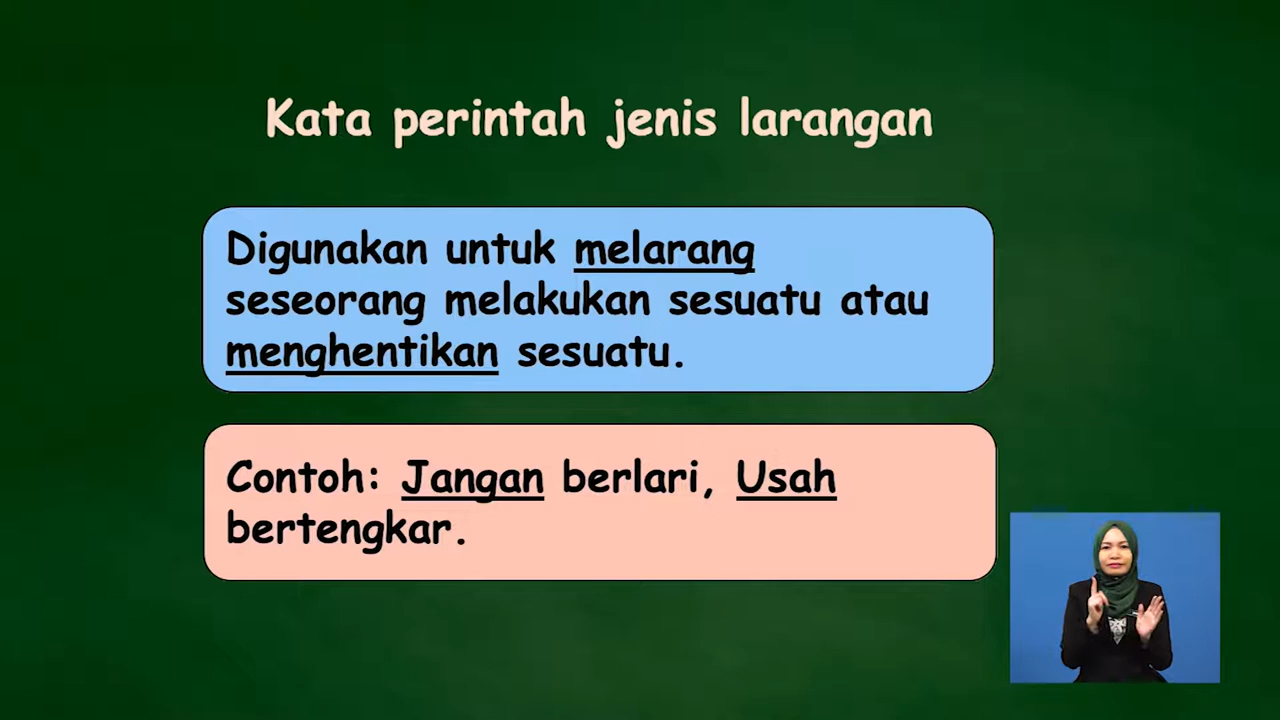 Kata perintah jenis larangan
Digunakan untuk melarang
seseorang melakukan sesuatu atau
menghentikan sesuatu.
Contoh: Jangan berlari, Usah
bertengkar.